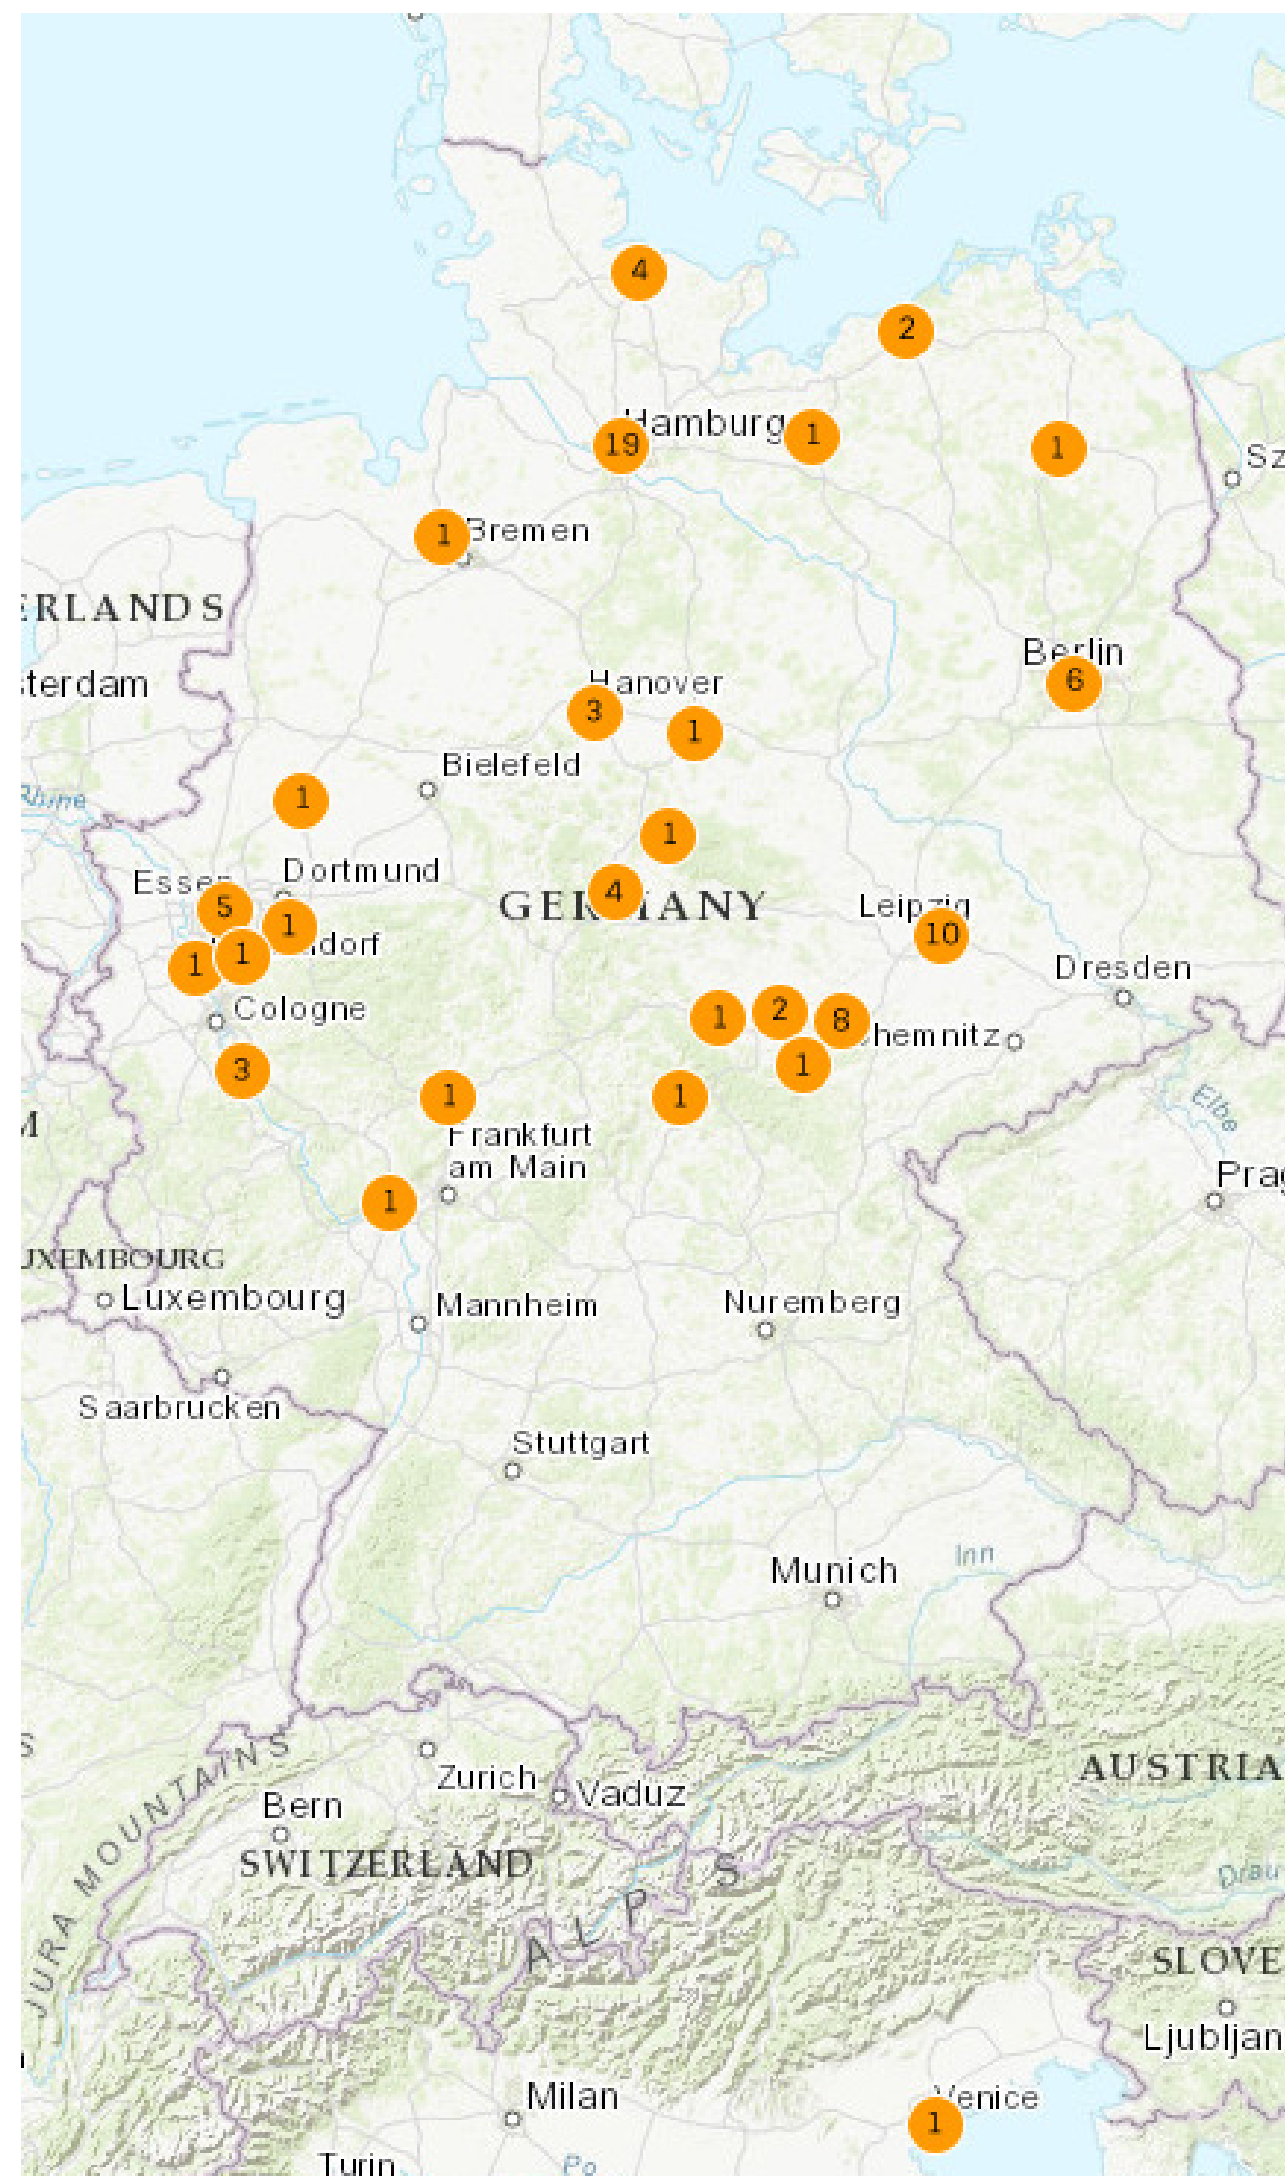 4
2
Hamburg
19
1
1
Sz
Bremen
1
ERLANDS
Berlin
6
sterdam
Hanover
3
1
Bielefeld
Rhine
1
1
Dortmund
Essen
4
GERMANY
5
1
Leipzig
10
dorf
1
1
Dresden
Cologne
1
2
8
Chemnitz
1
3
1
1
Elbe
M
Frankfurt
am Main
Prag
1
UXEMBOURG
Luxembourg
Mannheim
Nuremberg
Saarbrucken
Stuttgart
Inn
Munich
S
JURA MOUNTAINS
Zurich
Vaduz
AUSTRIA
Bern
SWITZERLAND
ALPS
Drau
SLOVE
Ljubljan
Milan
Venice
1
Turin
Po